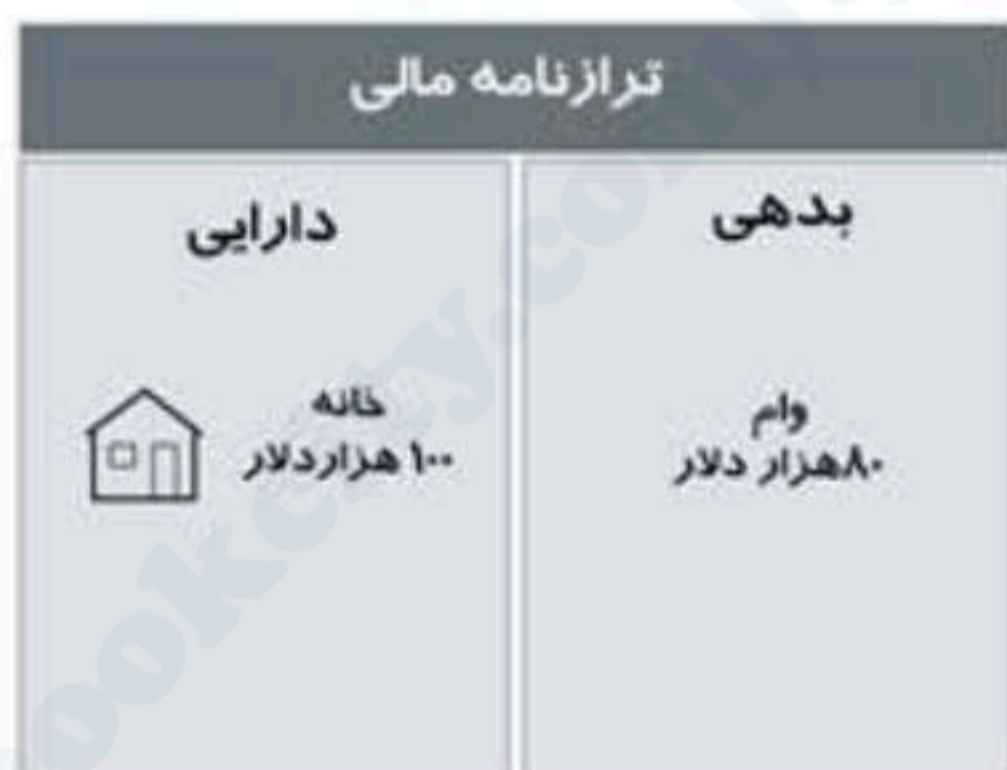 ترازنامه مالی
بدهی
وام
۸۰هزار دلار
دارایی
خانه
۱۰۰ هزاردلار